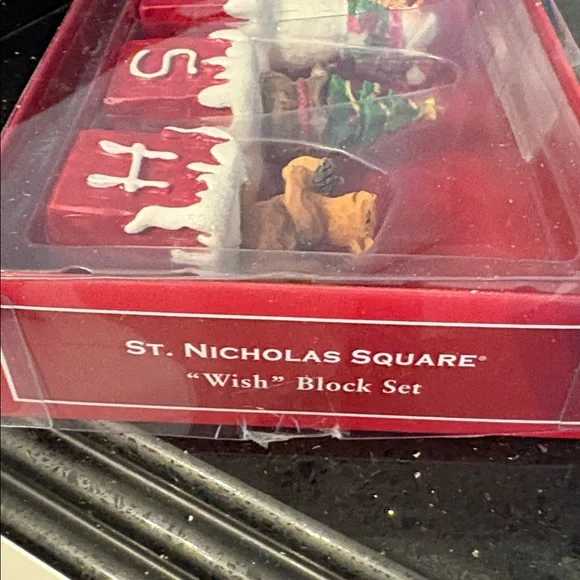 S
H
ST. NICHOLAS SQUARE®
“Wish” Block Set